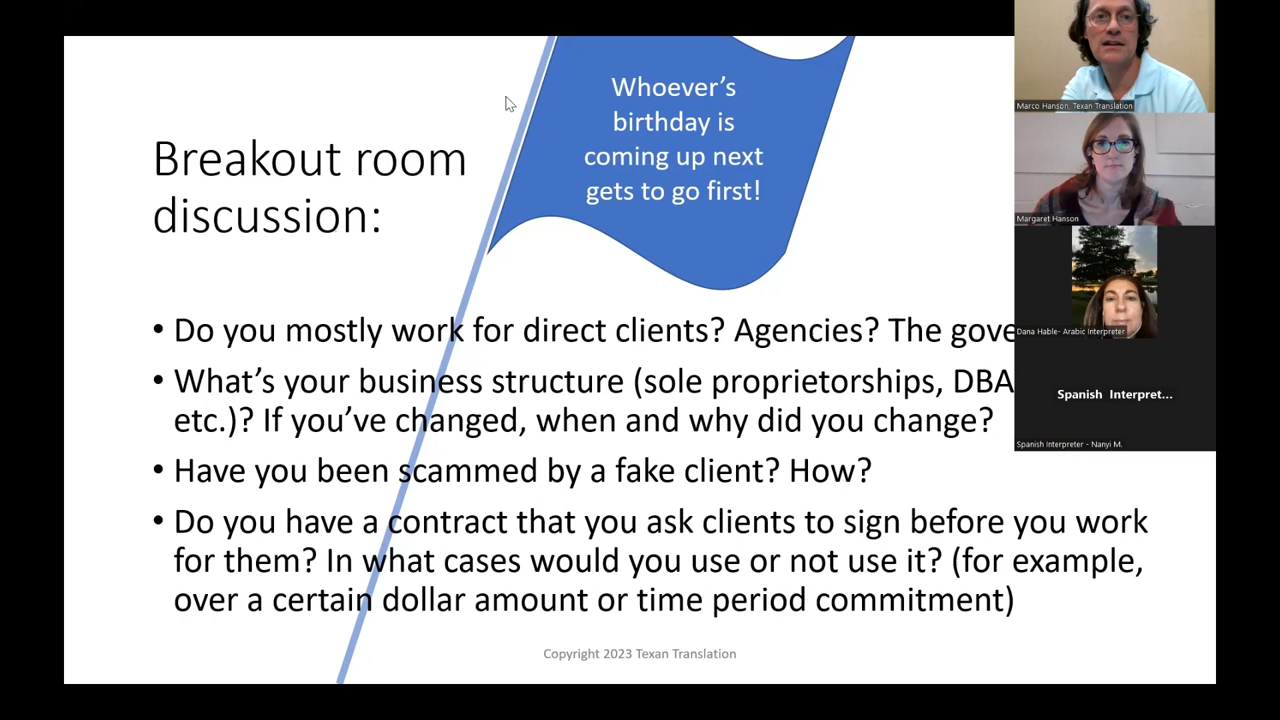 Whoever's
birthday is
coming up next
gets to go first!
Breakout room
discussion:
• Do you mostly work for direct clients? Agencies? The gove
• What's your business structure (sole proprietorships, DBA
etc.)? If you've changed, when and why did you change?
• Have you been scammed by a fake client? How?
• Do you have a contract that you ask clients to sign before you work
for them? In what cases would you use or not use it? (for example,
over a certain dollar amount or time period commitment)
Copyright 2023 Texan Translation
Marco Hanson, Texan Translation
Margaret Hanson
Dana Hable- Arabic Interpreter
Spanish Interpret...
Spanish Interpreter - Nanyi M.